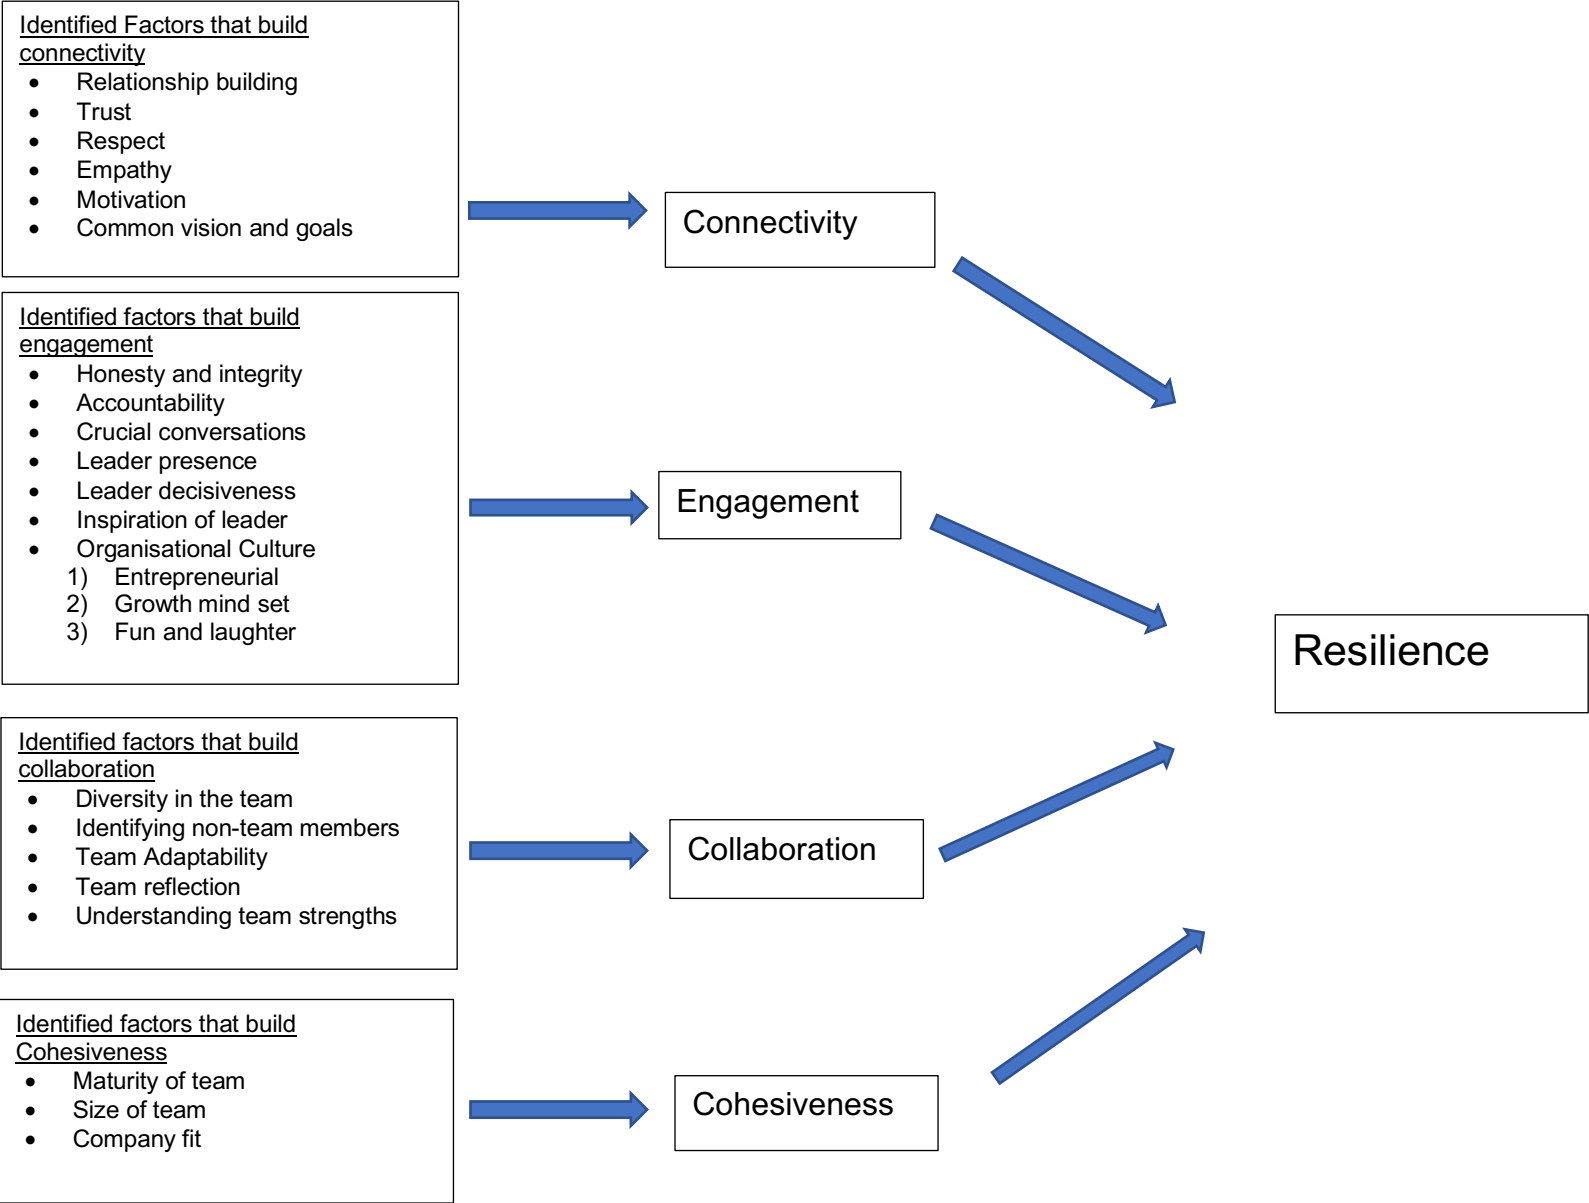 Identified Factors that build
connectivity
• Relationship building
• Trust
• Respect
• Empathy
• Motivation
• Common vision and goals
Connectivity
Identified factors that build
engagement
• Honesty and integrity
• Accountability
• Crucial conversations
• Leader presence
• Leader decisiveness
• Inspiration of leader
• Organisational Culture
1) Entrepreneurial
2) Growth mind set
3) Fun and laughter
Engagement
Resilience
Identified factors that build
collaboration
• Diversity in the team
• Identifying non-team members
• Team Adaptability
• Team reflection
• Understanding team strengths
Collaboration
Identified factors that build
Cohesiveness
• Maturity of team
• Size of team
• Company fit
Cohesiveness